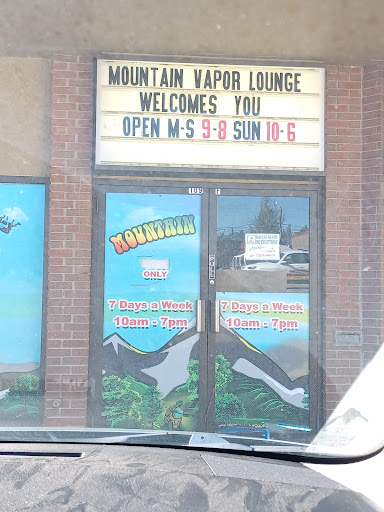 MOUNTAIN VAPOR LOUNGE
WELCOMES YOU
OPEN M-S 9-8 SUN 10-6
109 F
MOUNTAIN
ONLY
7 Days a Week
10am - 7pm
7 Days a Week
10am - 7pm